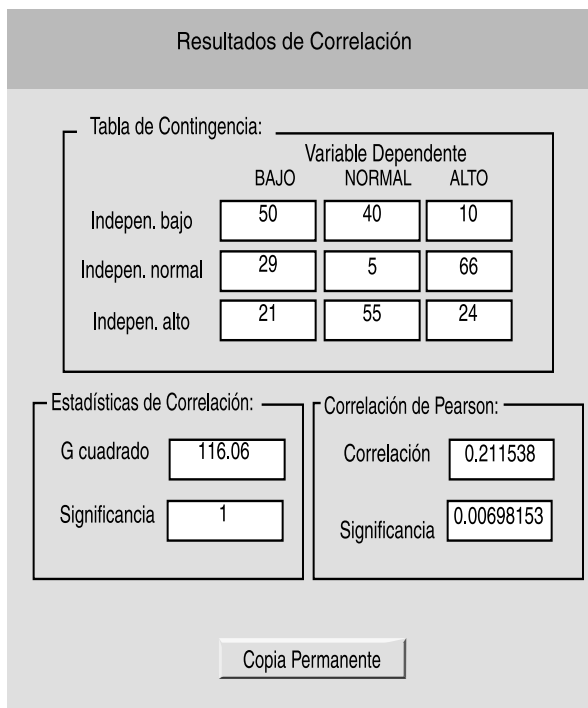 Resultados de Correlación
Tabla de Contingencia:
Variable Dependente
BAJO NORMAL ALTO
Indepen. bajo 50 40 10
Indepen. normal 29 5 66
Indepen. alto 21 55 24
Estadísticas de Correlación:
G cuadrado 116.06
Significancia 1
Correlación de Pearson:
Correlación 0.211538
Significancia 0.00698153
Copia Permanente